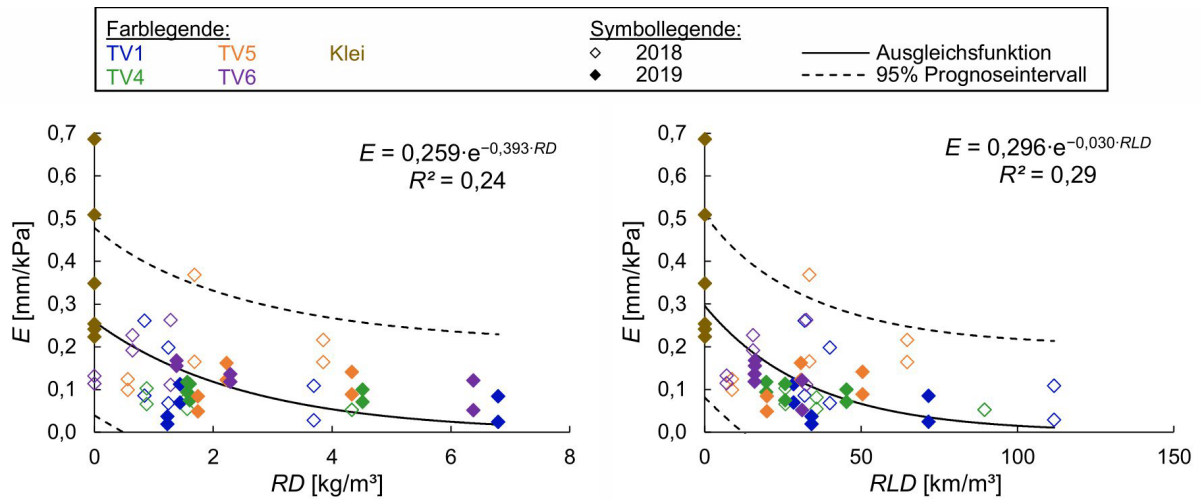 Farblegende: Symbollegende:
TV1 TV5 Klei 2018 Ausgleichsfunktion
TV4 TV6 2019 95% Prognoseintervall
E = 0,259·e^−0,393·RD
R² = 0,24
0,7
0,6
0,5
0,4
0,3
0,2
0,1
0,0
E [mm/kPa]
0 2 4 6 8
RD [kg/m³]
E = 0,296·e^−0,030·RLD
R² = 0,29
0,7
0,6
0,5
0,4
0,3
0,2
0,1
0,0
E [mm/kPa]
0 50 100 150
RLD [km/m³]